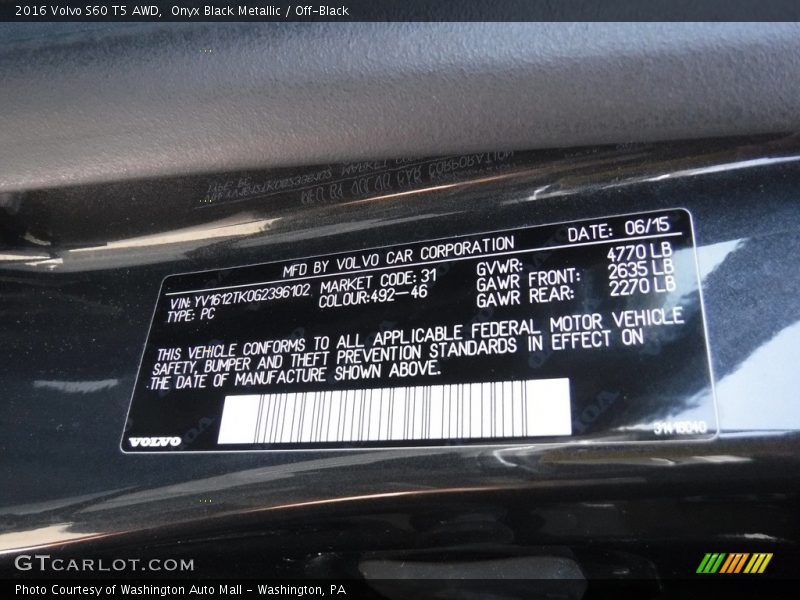 2016 Volvo S60 T5 AWD,  Onyx Black Metallic / Off-Black
MFD BY VOLVO CAR CORPORATION DATE: 06/15
VIN: YV1612TK0G2396102 MARKET CODE: 31 GVWR: 4770 LB
TYPE: PC COLOUR:492-46 GAWR FRONT: 2635 LB
GAWR REAR: 2270 LB
THIS VEHICLE CONFORMS TO ALL APPLICABLE FEDERAL MOTOR VEHICLE
SAFETY, BUMPER AND THEFT PREVENTION STANDARDS IN EFFECT ON
THE DATE OF MANUFACTURE SHOWN ABOVE.
VOLVO
GTCARLOT.COM
Photo Courtesy of Washington Auto Mall - Washington, PA